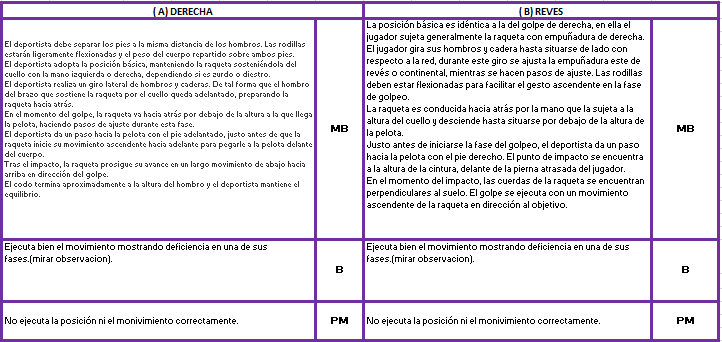 ( A) DERECHA
El deportista debe separar los pies a la misma distancia de los hombros. Las rodillas
estarán ligeramente flexionadas y el peso del cuerpo repartido sobre ambos pies.
El deportista adopta la posición básica, manteniendo la raqueta sosteniéndola del
cuello con la mano izquierda o derecha, dependiendo si es zurdo o diestro.
El deportista realiza un giro lateral de hombros y caderas. De tal forma que el hombro
del brazo que sostiene la raqueta por el cuello queda adelantado, preparando la
raqueta hacia atrás.
En el momento del golpe, la raqueta va hacia atrás por debajo de la altura a la que llega
la pelota, haciendo pasos de ajuste durante esta fase.
El deportista da un paso hacia la pelota con el pie adelantado, justo antes de que la
raqueta inicie su movimiento ascendente hacia adelante para pegarle a la pelota delante
del cuerpo.
Tras el impacto, la raqueta prosigue su avance en un largo movimiento de abajo hacia
arriba en dirección del golpe.
El codo termina aproximadamente a la altura del hombro y el deportista mantiene el
equilibrio.
MB
( B) REVES
La posición básica es idéntica a la del golpe de derecha, en ella el
jugador sujeta generalmente la raqueta con empuñadura de derecha.
El jugador gira sus hombros y cadera hasta situarse de lado con
respecto a la red, durante este giro se ajusta la empuñadura este de
revés o continental, mientras se hacen pasos de ajuste. Las rodillas
deben estar flexionadas para facilitar el gesto ascendente en la fase
de golpeo.
La raqueta es conducida hacia atrás por la mano que la sujeta a la
altura del cuello y desciende hasta situarse por debajo de la altura de
la pelota.
Justo antes de iniciarse la fase del golpeo, el deportista da un paso
hacia la pelota con el pie derecho. El punto de impacto se encuentra
a la altura de la cintura, delante de la pierna atrasada del jugador.
En el momento del impacto, las cuerdas de la raqueta se encuentran
perpendiculares al suelo. El golpe se ejecuta con un movimiento
ascendente de la raqueta en dirección al objetivo.
MB
Ejecuta bien el movimiento mostrando deficiencia en una de sus
fases.(mirar observacion).
B
Ejecuta bien el movimiento mostrando deficiencia en una de sus
fases.(mirar observacion).
B
No ejecuta la posición ni el monivimiento correctamente.
PM
No ejecuta la posición ni el monivimiento correctamente.
PM